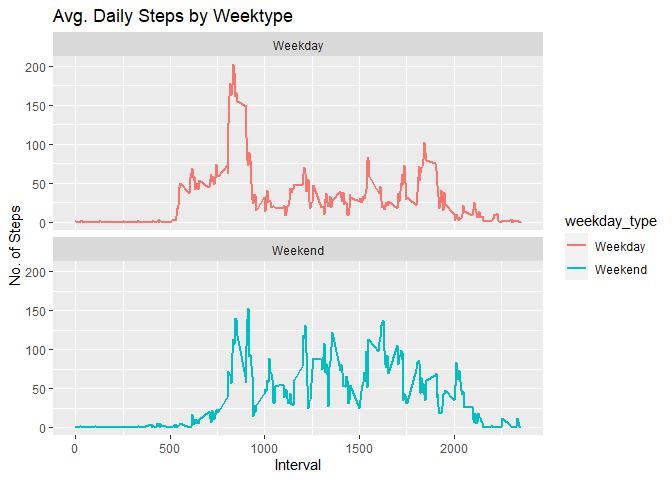 Avg. Daily Steps by Weektype
Weekday
200
150
100
50
0
Weekend
200
150
100
50
0
No. of Steps
0 500 1000 1500 2000
Interval
weekday_type
Weekday
Weekend